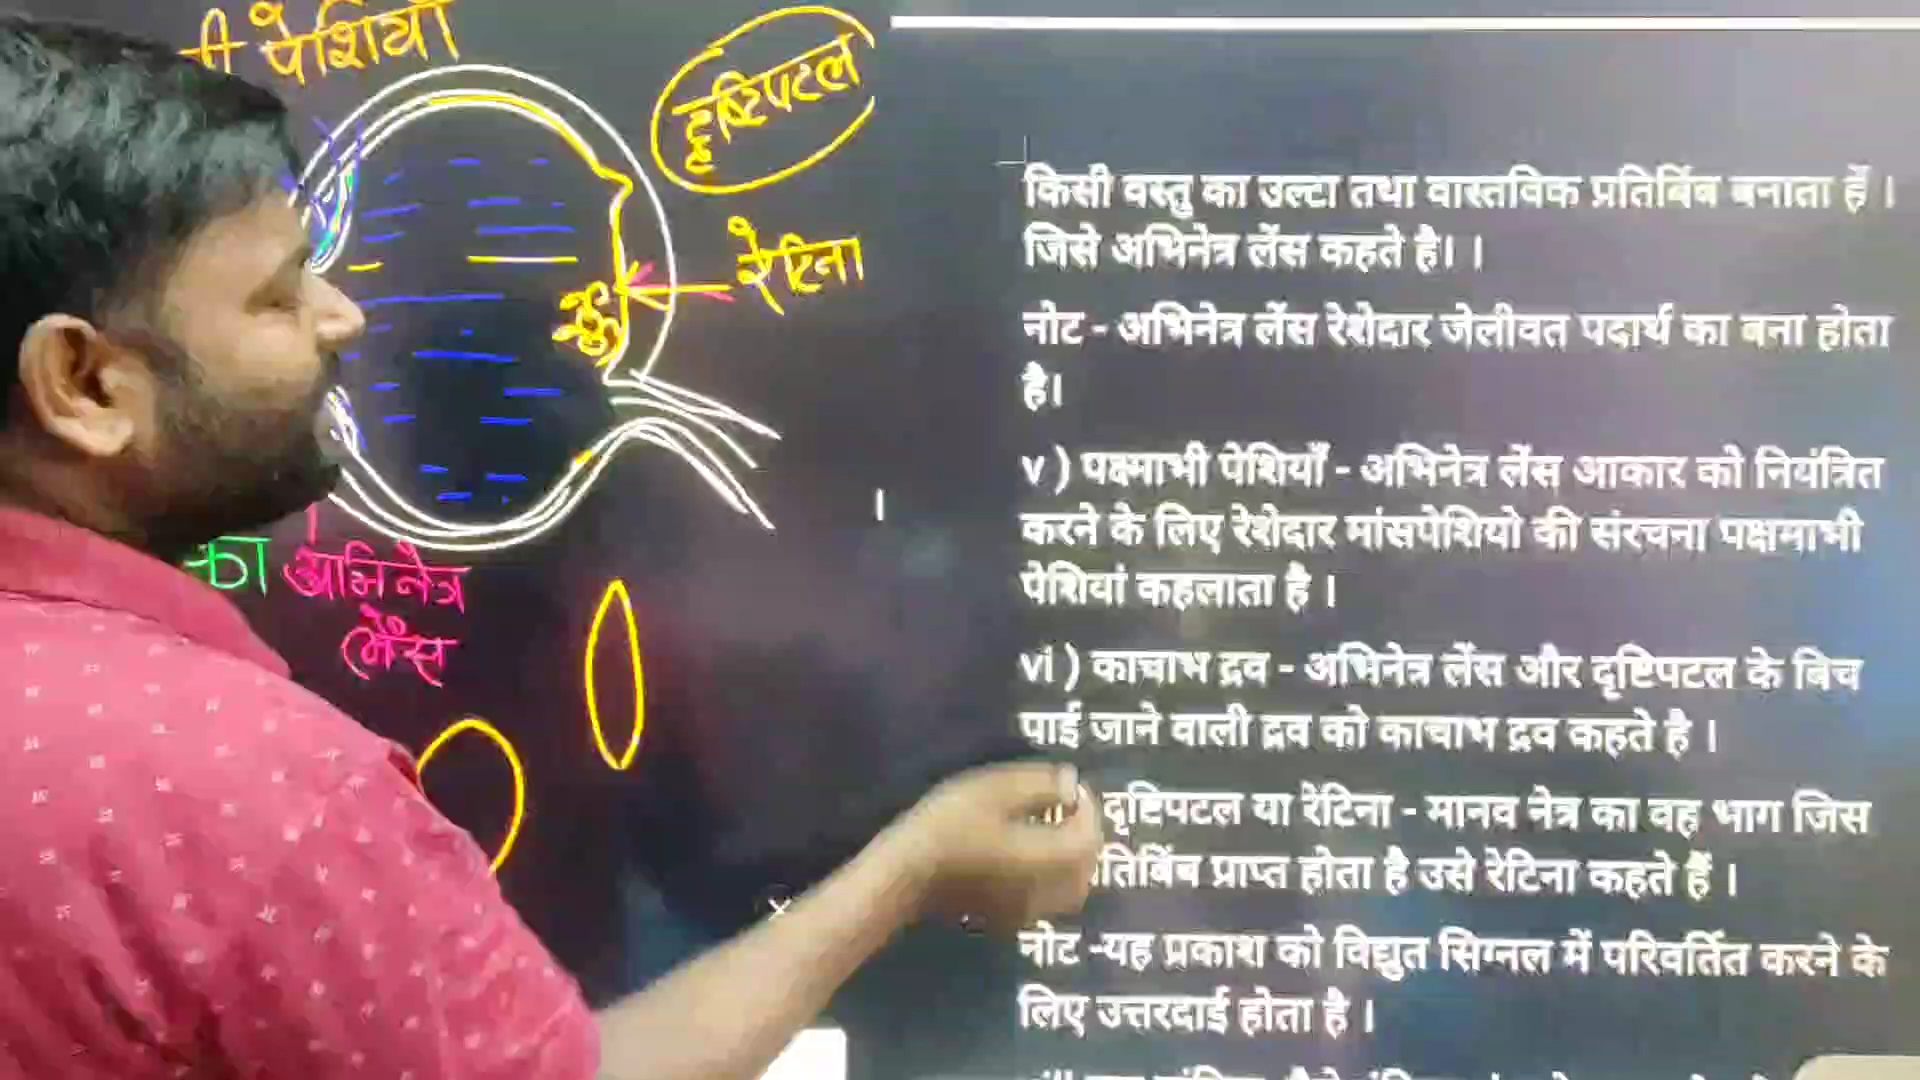 पेशियाँ
दृष्टिपटल
रेटिना
का अभिनेत्र
लेंस
किसी वस्तु का उल्टा तथा वास्तविक प्रतिबिंब बनाता हैं ।
जिसे अभिनेत्र लेंस कहते है। ।
नोट - अभिनेत्र लेंस रेशेदार जेलीवत पदार्थ का बना होता
है।
v ) पक्ष्माभी पेशियाँ - अभिनेत्र लेंस आकार को नियंत्रित
करने के लिए रेशेदार मांसपेशियो की संरचना पक्षमाभी
पेशियां कहलाता है ।
vi ) काचाभ द्रव - अभिनेत्र लेंस और दृष्टिपटल के बिच
पाई जाने वाली द्रव को काचाभ द्रव कहते है ।
दृष्टिपटल या रेटिना - मानव नेत्र का वह भाग जिस
प्राप्त होता है उसे रेटिना कहते हैं ।
नोट -यह प्रकाश को विद्युत सिग्नल में परिवर्तित करने के
लिए उत्तरदाई होता है ।